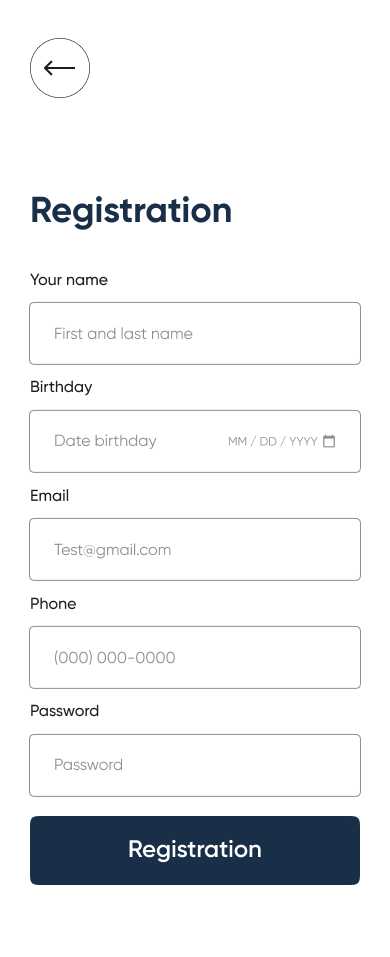 Registration
Your name
First and last name
Birthday
Date birthday MM / DD / YYYY
Email
Test@gmail.com
Phone
(000) 000-0000
Password
Password
Registration